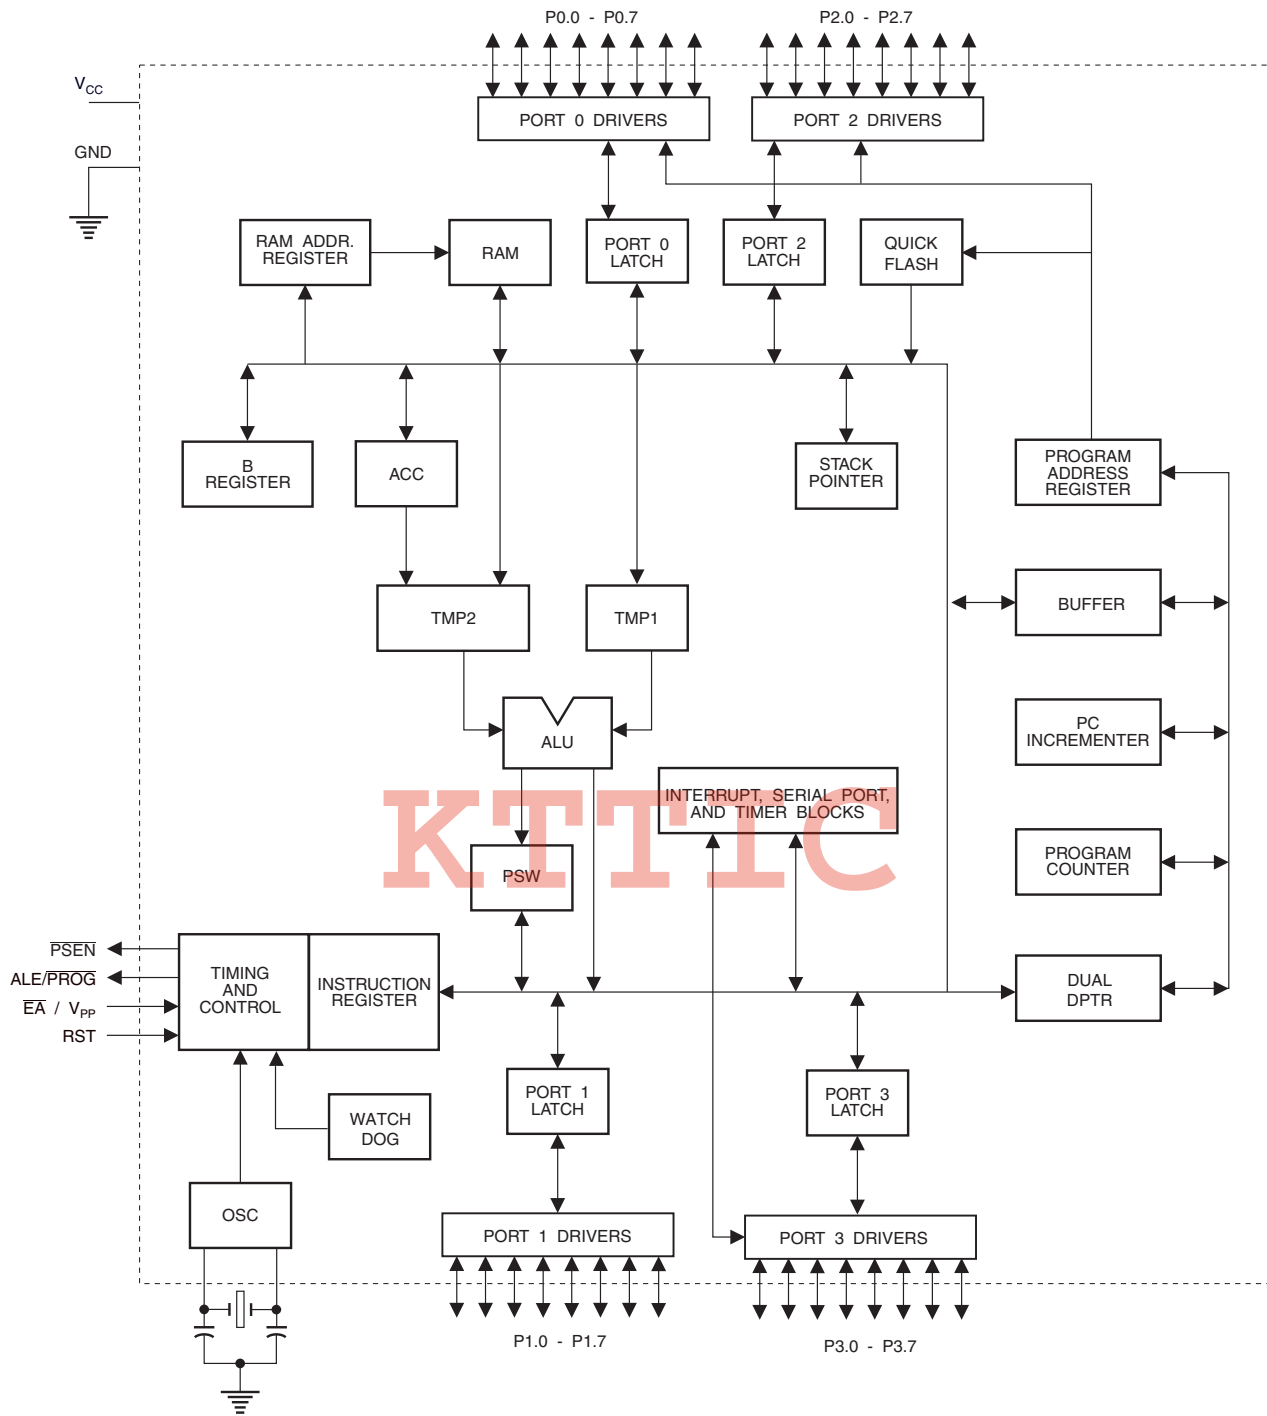 P0.0 - P0.7
P2.0 - P2.7
VCC
GND
PORT 0 DRIVERS
PORT 2 DRIVERS
RAM ADDR.
REGISTER
RAM
PORT 0
LATCH
PORT 2
LATCH
QUICK
FLASH
B
REGISTER
ACC
STACK
POINTER
PROGRAM
ADDRESS
REGISTER
TMP2
TMP1
BUFFER
ALU
PC
INCREMENTER
INTERRUPT, SERIAL PORT,
AND TIMER BLOCKS
KTTIC
PSW
PROGRAM
COUNTER
PSEN
ALE/PROG
EA / VPP
RST
TIMING
AND
CONTROL
INSTRUCTION
REGISTER
DUAL
DPTR
PORT 1
LATCH
PORT 3
LATCH
WATCH
DOG
OSC
PORT 1 DRIVERS
PORT 3 DRIVERS
P1.0 - P1.7
P3.0 - P3.7